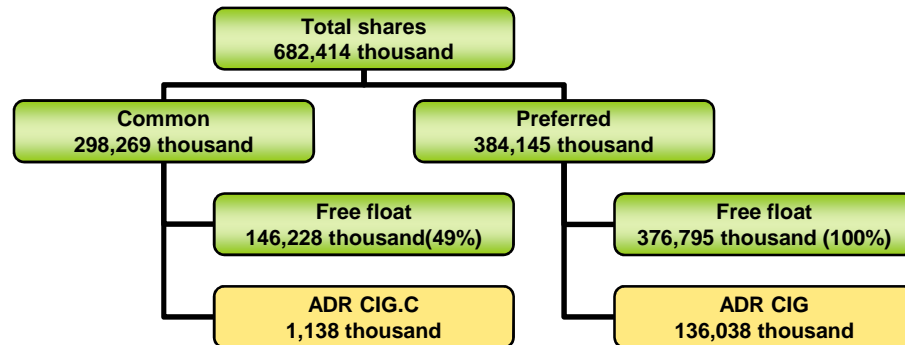 Total shares
682,414 thousand
Common
298,269 thousand
Preferred
384,145 thousand
Free float
146,228 thousand(49%)
Free float
376,795 thousand (100%)
ADR CIG.C
1,138 thousand
ADR CIG
136,038 thousand